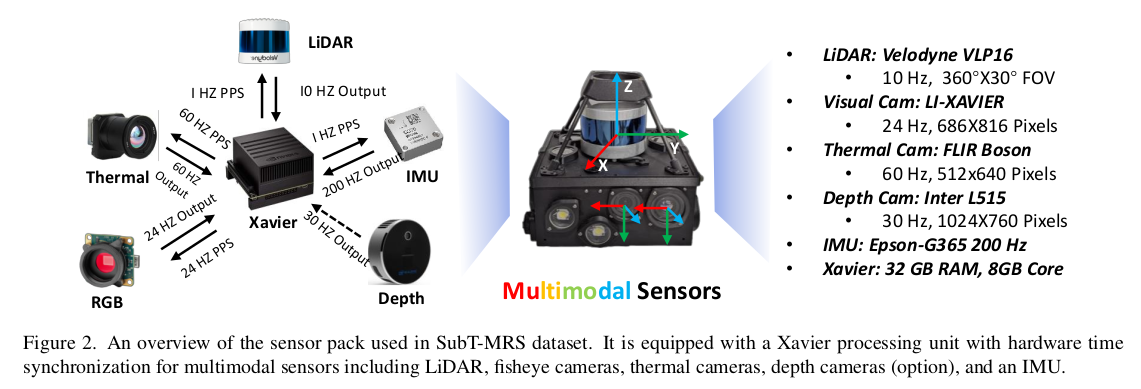 LiDAR
I HZ PPS
I0 HZ Output
60 HZ PPS
60 HZ
Output
Thermal
I HZ PPS
200 HZ Output
IMU
Xavier
24 HZ Output
24 HZ PPS
RGB
30 HZ Output
Depth
Velodyne
Z
Y
X
Multimodal Sensors
• LiDAR: Velodyne VLP16
• 10 Hz, 360°X30° FOV
• Visual Cam: LI-XAVIER
• 24 Hz, 686X816 Pixels
• Thermal Cam: FLIR Boson
• 60 Hz, 512x640 Pixels
• Depth Cam: Inter L515
• 30 Hz, 1024X760 Pixels
• IMU: Epson-G365 200 Hz
• Xavier: 32 GB RAM, 8GB Core
Figure 2. An overview of the sensor pack used in SubT-MRS dataset. It is equipped with a Xavier processing unit with hardware time
synchronization for multimodal sensors including LiDAR, fisheye cameras, thermal cameras, depth cameras (option), and an IMU.